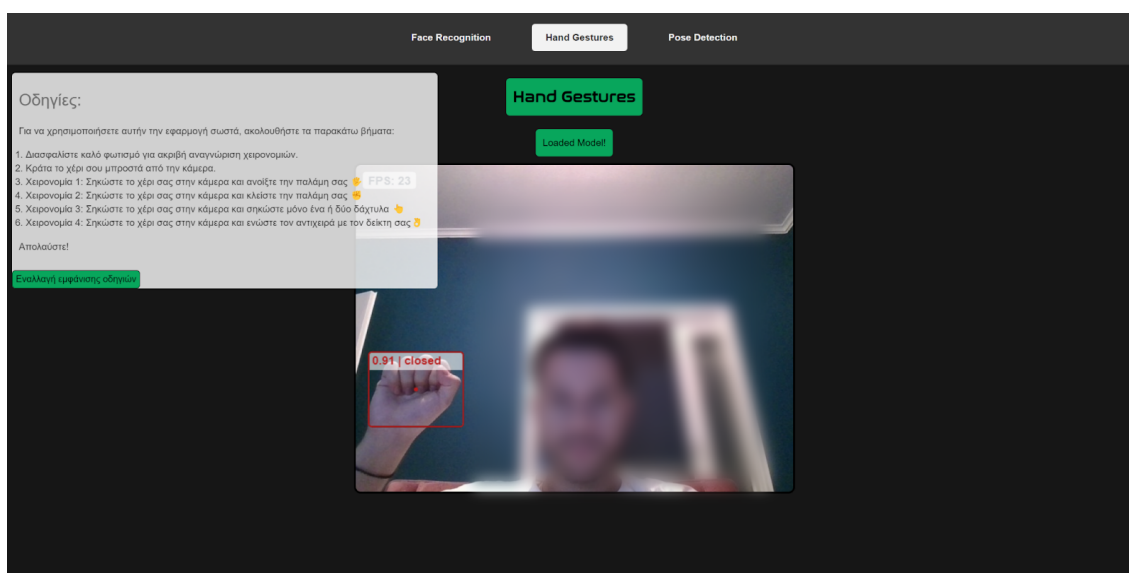 Face Recognition
Hand Gestures
Pose Detection
Οδηγίες:
Για να χρησιμοποιήσετε αυτήν την εφαρμογή σωστά, ακολουθήστε τα παρακάτω βήματα:
1. Διασφαλίστε καλό φωτισμό για ακριβή αναγνώριση χειρονομιών.
2. Κράτα το χέρι σου μπροστά από την κάμερα.
3. Χειρονομία 1: Σηκώστε το χέρι σας στην κάμερα και ανοίξτε την παλάμη σας
4. Χειρονομία 2: Σηκώστε το χέρι σας στην κάμερα και κλείστε την παλάμη σας
5. Χειρονομία 3: Σηκώστε το χέρι σας στην κάμερα και σηκώστε μόνο ένα ή δύο δάχτυλα
6. Χειρονομία 4: Σηκώστε το χέρι σας στην κάμερα και ενώστε τον αντιχειρά με τον δείκτη σας
Απολαύστε!
Εναλλαγή εμφάνισης οδηγιών
Hand Gestures
Loaded Model!
FPS: 23
0.91 | closed